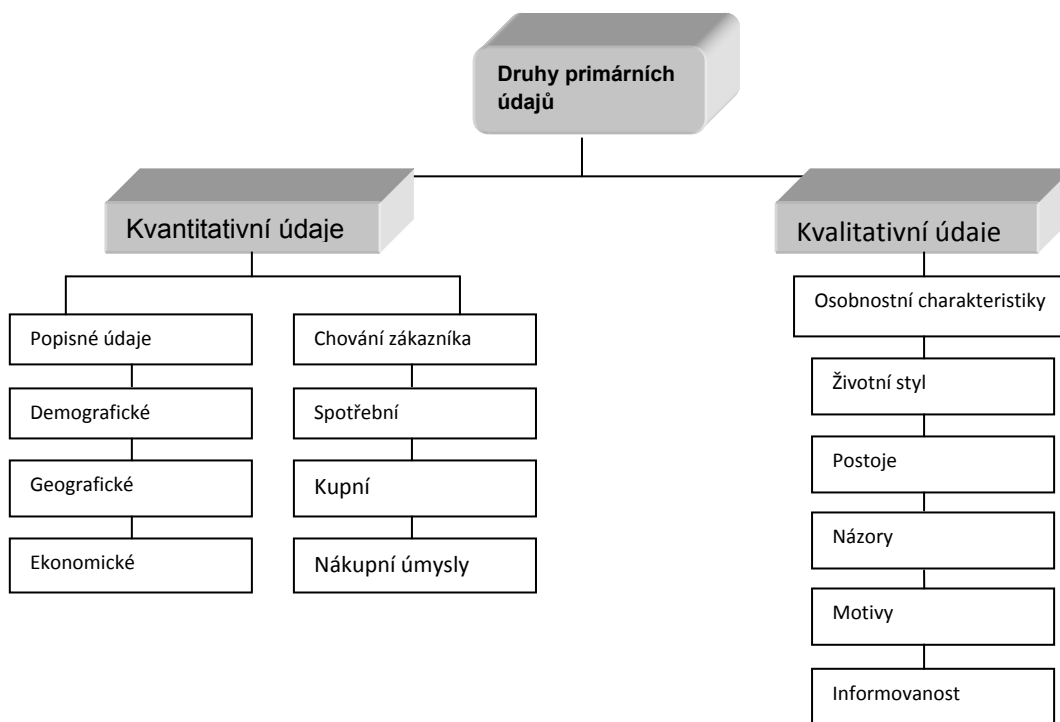 Druhy primárních
údajů
Kvantitativní údaje
Kvalitativní údaje
Popisné údaje
Demografické
Geografické
Ekonomické
Chování zákazníka
Spotřební
Kupní
Nákupní úmysly
Osobnostní charakteristiky
Životní styl
Postoje
Názory
Motivy
Informovanost